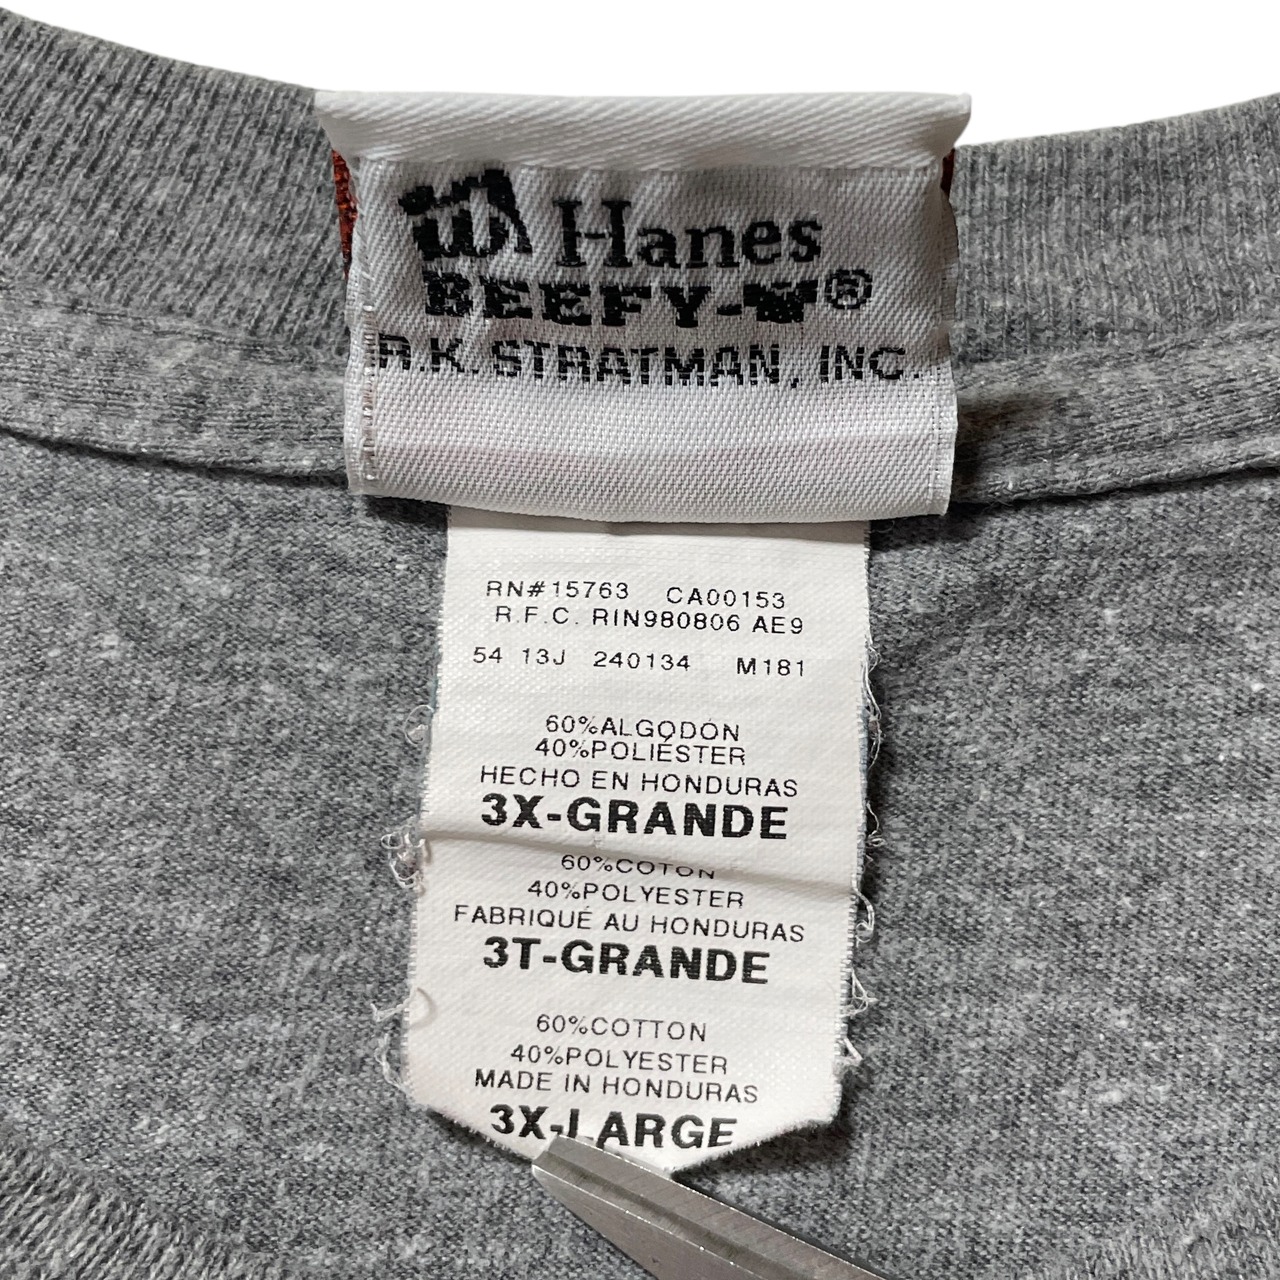 Hanes
BEEFY-T®
R.K. STRATMAN, INC.
RN#15763 CA00153
R.F.C. RIN980806 AE9
54 13J 240134 M181
60%ALGODÓN
40%POLIÉSTER
HECHO EN HONDURAS
3X-GRANDE
60%COTON
40%POLYESTER
FABRIQUÉ AU HONDURAS
3T-GRANDE
60%COTTON
40%POLYESTER
MADE IN HONDURAS
3X-LARGE